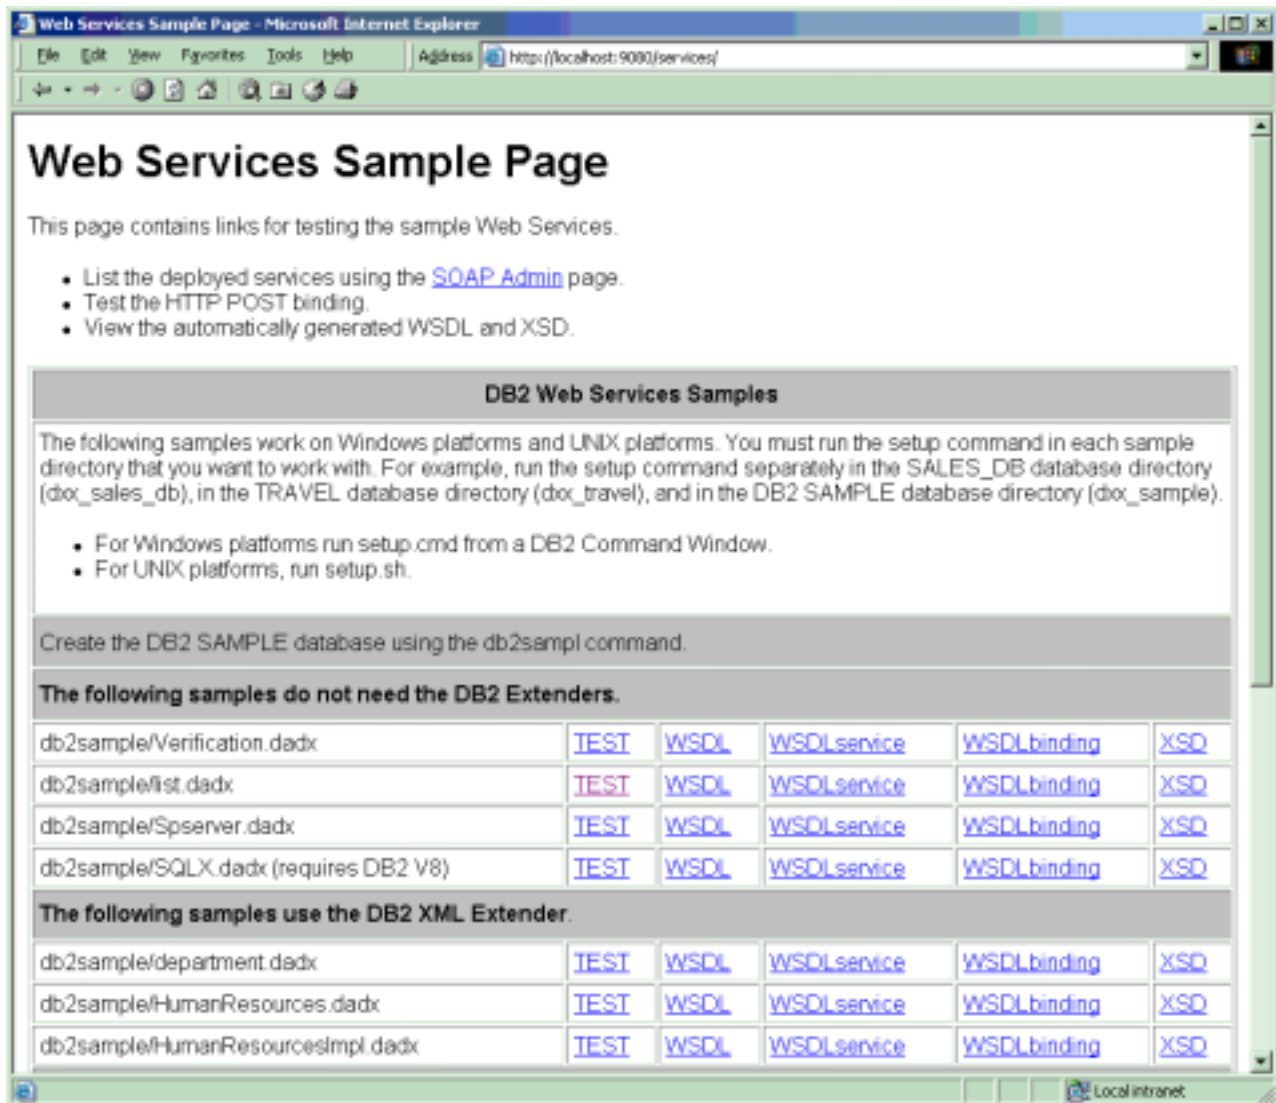 Web Services Sample Page - Microsoft Internet Explorer
File Edit View Favorites Tools Help Address http://localhost:9080/services/
Web Services Sample Page
This page contains links for testing the sample Web Services.
• List the deployed services using the SOAP Admin page.
• Test the HTTP POST binding.
• View the automatically generated WSDL and XSD.
DB2 Web Services Samples
The following samples work on Windows platforms and UNIX platforms. You must run the setup command in each sample
directory that you want to work with. For example, run the setup command separately in the SALES_DB database directory
(dxx_sales_db), in the TRAVEL database directory (dxx_travel), and in the DB2 SAMPLE database directory (dxx_sample).
• For Windows platforms run setup.cmd from a DB2 Command Window.
• For UNIX platforms, run setup.sh.
Create the DB2 SAMPLE database using the db2sampl command.
The following samples do not need the DB2 Extenders.
db2sample/Verification.dadx TEST WSDL WSDLservice WSDLbinding XSD
db2sample/list.dadx TEST WSDL WSDLservice WSDLbinding XSD
db2sample/Spserver.dadx TEST WSDL WSDLservice WSDLbinding XSD
db2sample/SQLX.dadx (requires DB2 V8) TEST WSDL WSDLservice WSDLbinding XSD
The following samples use the DB2 XML Extender.
db2sample/department.dadx TEST WSDL WSDLservice WSDLbinding XSD
db2sample/HumanResources.dadx TEST WSDL WSDLservice WSDLbinding XSD
db2sample/HumanResourcesImpl.dadx TEST WSDL WSDLservice WSDLbinding XSD
Local intranet